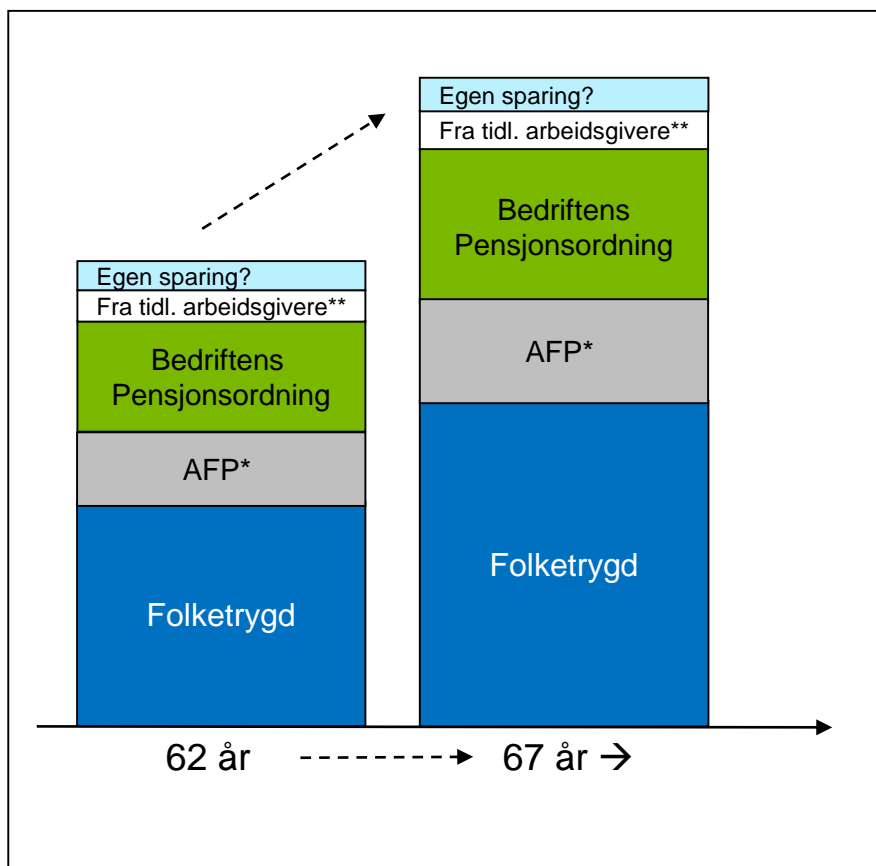 Egen sparing?
Fra tidl. arbeidsgivere**
Bedriftens
Pensjonsordning
AFP*
Folketrygd
Egen sparing?
Fra tidl. arbeidsgivere**
Bedriftens
Pensjonsordning
AFP*
Folketrygd
62 år
67 år →